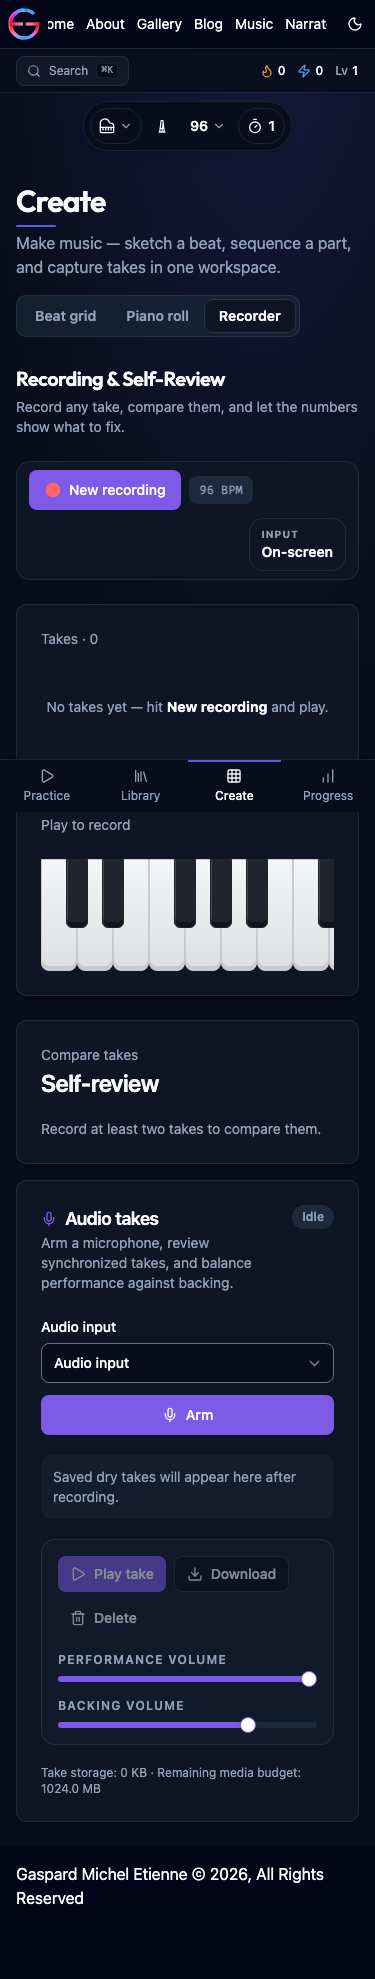 ome About Gallery Blog Music Narrat
Search ⌘K 0 0 Lv 1
96 1
Create
Make music — sketch a beat, sequence a part,
and capture takes in one workspace.
Beat grid Piano roll Recorder
Recording & Self-Review
Record any take, compare them, and let the numbers
show what to fix.
New recording 96 BPM
INPUT
On-screen
Takes · 0
No takes yet — hit New recording and play.
Practice Library Create Progress
Play to record
Compare takes
Self-review
Record at least two takes to compare them.
Audio takes Idle
Arm a microphone, review
synchronized takes, and balance
performance against backing.
Audio input
Audio input
Arm
Saved dry takes will appear here after
recording.
Play take Download
Delete
PERFORMANCE VOLUME
BACKING VOLUME
Take storage: 0 KB · Remaining media budget:
1024.0 MB
Gaspard Michel Etienne © 2026, All Rights
Reserved